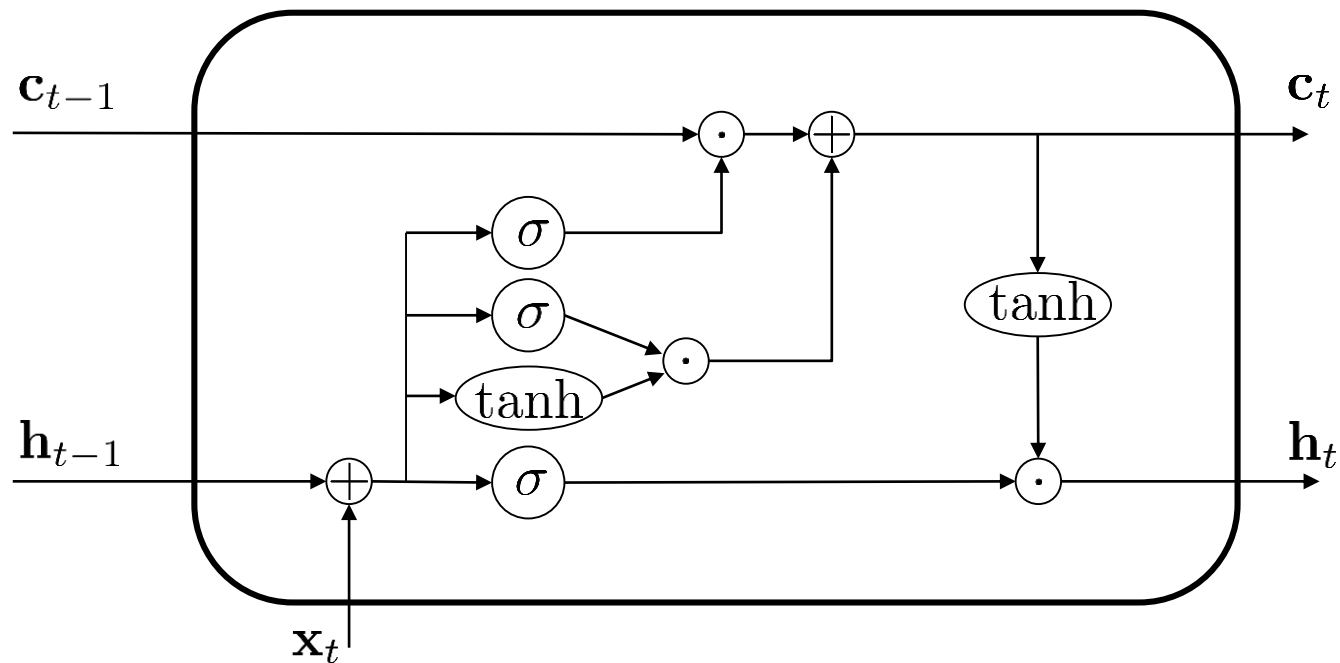 c_{t−1}
c_t
σ
σ
tanh
tanh
h_{t−1}
h_t
σ
x_t